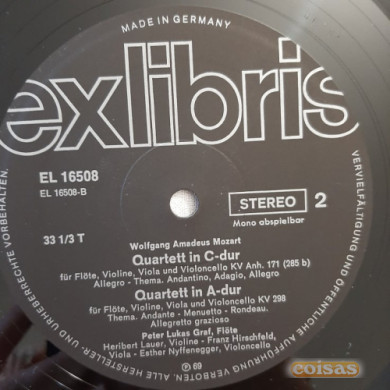 MADE IN GERMANY
exlibris
EL 16508
EL 16508-B
STEREO 2
Mono abspielbar
33 1/3 T
Wolfgang Amadeus Mozart
Quartett in C-dur
für Flöte, Violine, Viola und Violoncello KV Anh. 171 (285 b)
Allegro - Thema. Andantino, Adagio, Allegro
Quartett in A-dur
für Flöte, Violine, Viola und Violoncello KV 298
Thema. Andante - Menuetto - Rondeau.
Allegretto grazioso
Peter Lukas Graf, Flöte
Heribert Lauer, Violine - Franz Hirschfeld,
Viola - Esther Nyffenegger, Violoncello
℗ 69
VERVIELFÄLTIGUNG UND ÖFFENTLICHE AUFFÜHRUNG VERBOTEN. ALLE HERSTELLER- UND URHEBERRECHTE VORBEHALTEN.
coisas